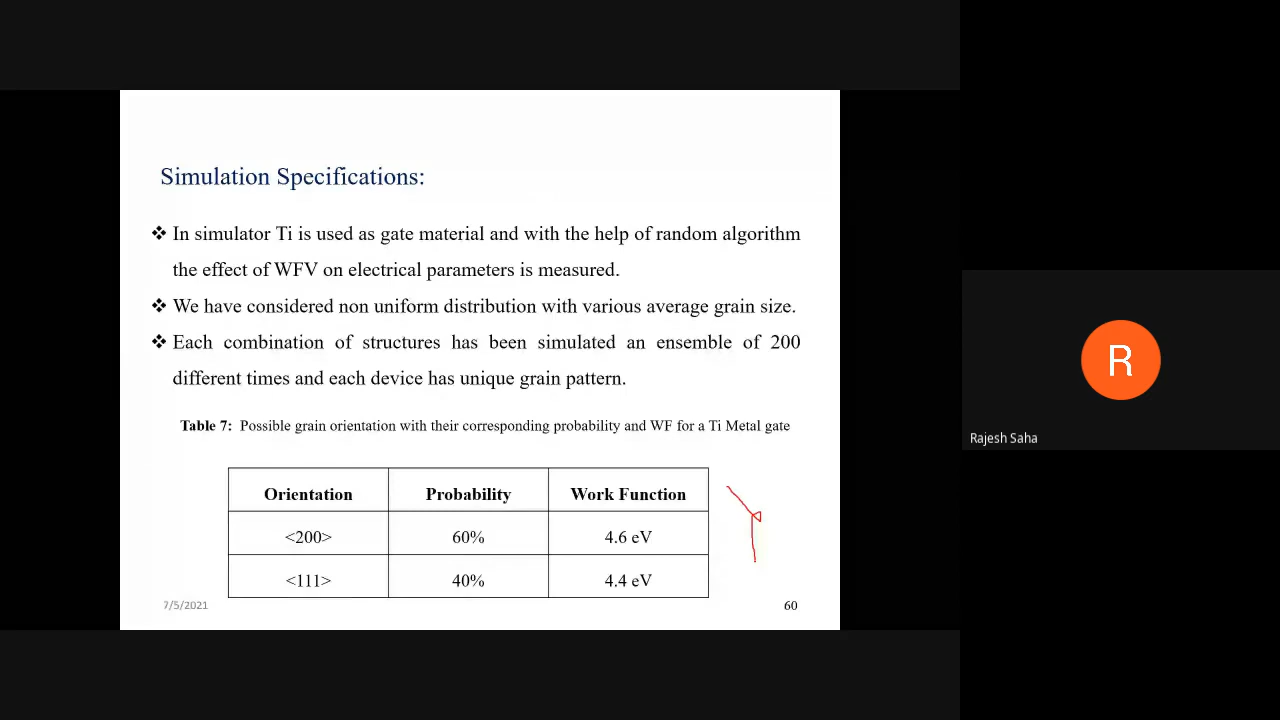 Simulation Specifications:
❖ In simulator Ti is used as gate material and with the help of random algorithm
the effect of WFV on electrical parameters is measured.
❖ We have considered non uniform distribution with various average grain size.
❖ Each combination of structures has been simulated an ensemble of 200
different times and each device has unique grain pattern.
Table 7: Possible grain orientation with their corresponding probability and WF for a Ti Metal gate
Orientation Probability Work Function
<200> 60% 4.6 eV
<111> 40% 4.4 eV
7/5/2021 60
R
Rajesh Saha